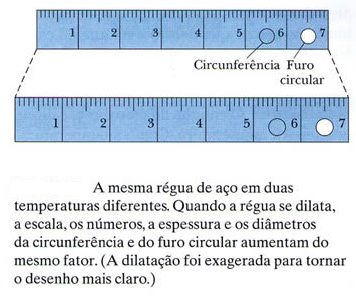 1 2 3 4 5 6 7
Circunferência Furo
circular
1 2 3 4 5 6 7
A mesma régua de aço em duas
temperaturas diferentes. Quando a régua se dilata,
a escala, os números, a espessura e os diâmetros
da circunferência e do furo circular aumentam do
mesmo fator. (A dilatação foi exagerada para tornar
o desenho mais claro.)